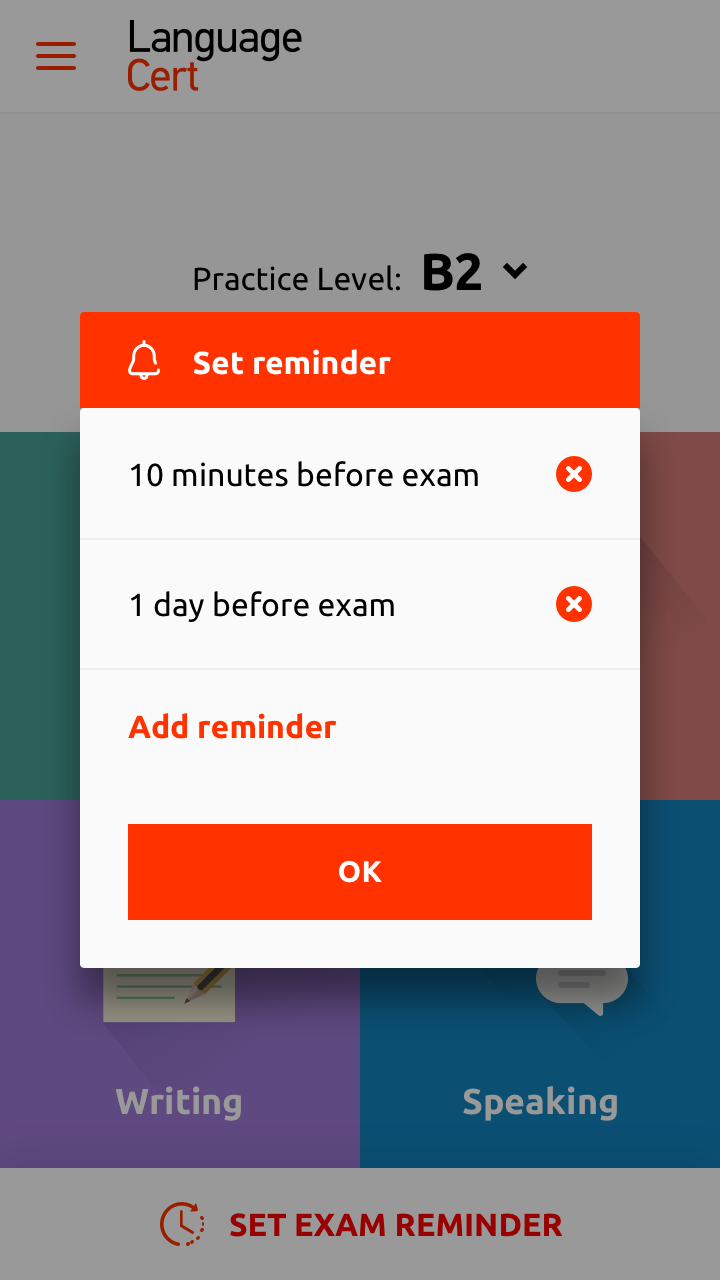 Language
Cert
Practice Level: B2
Set reminder
10 minutes before exam
1 day before exam
Add reminder
OK
Writing
Speaking
SET EXAM REMINDER